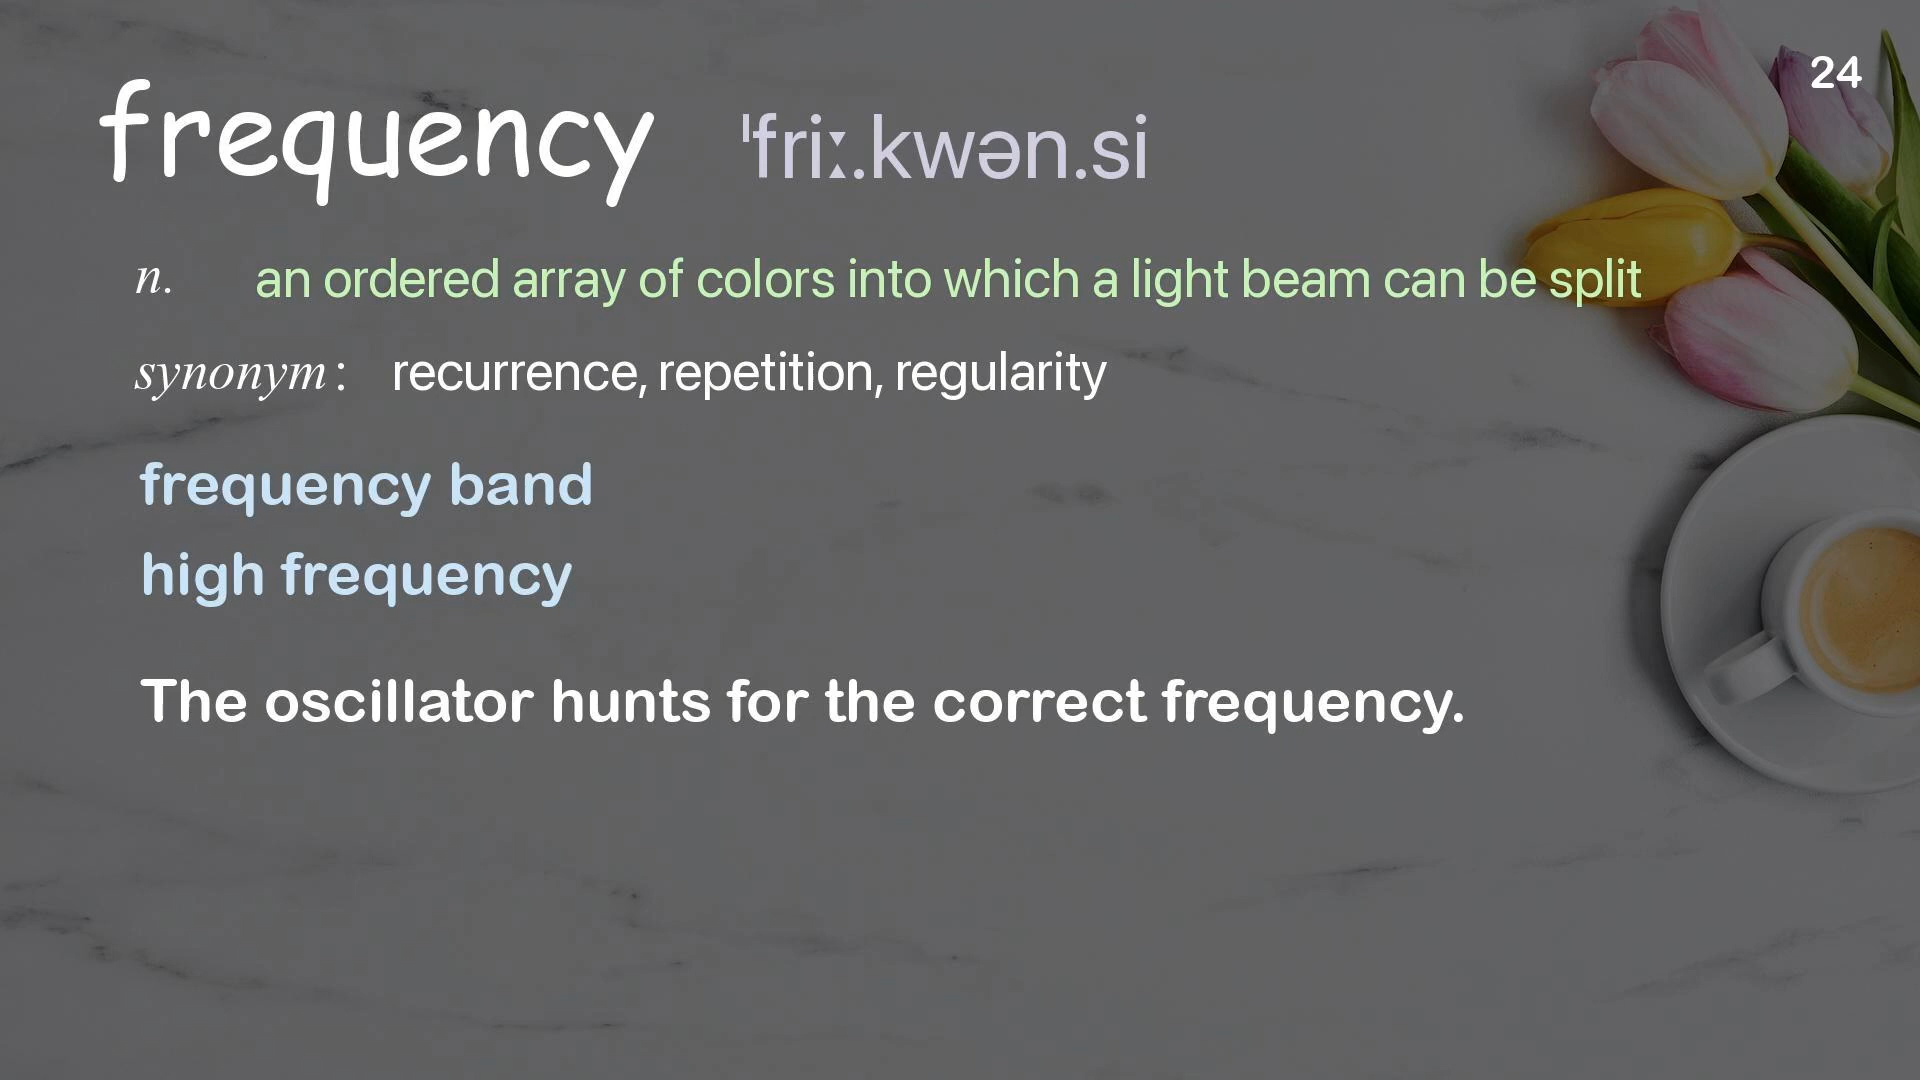 24
frequency ˈfriː.kwən.si
n. an ordered array of colors into which a light beam can be split
synonym : recurrence, repetition, regularity
frequency band
high frequency
The oscillator hunts for the correct frequency.